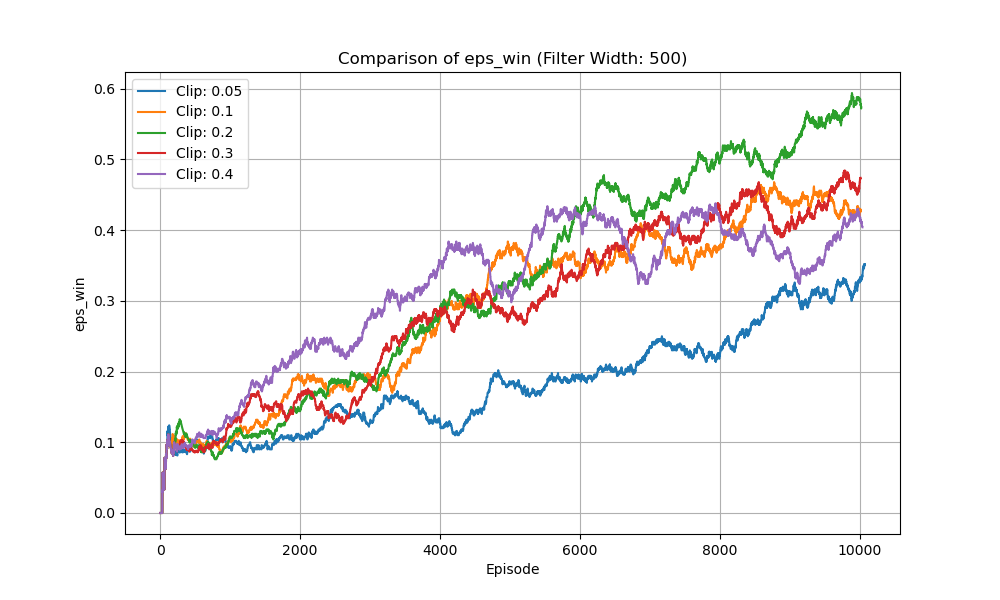 Comparison of eps_win (Filter Width: 500)
Clip: 0.05
Clip: 0.1
Clip: 0.2
Clip: 0.3
Clip: 0.4
0.6
0.5
0.4
0.3
0.2
0.1
0.0
eps_win
0 2000 4000 6000 8000 10000
Episode